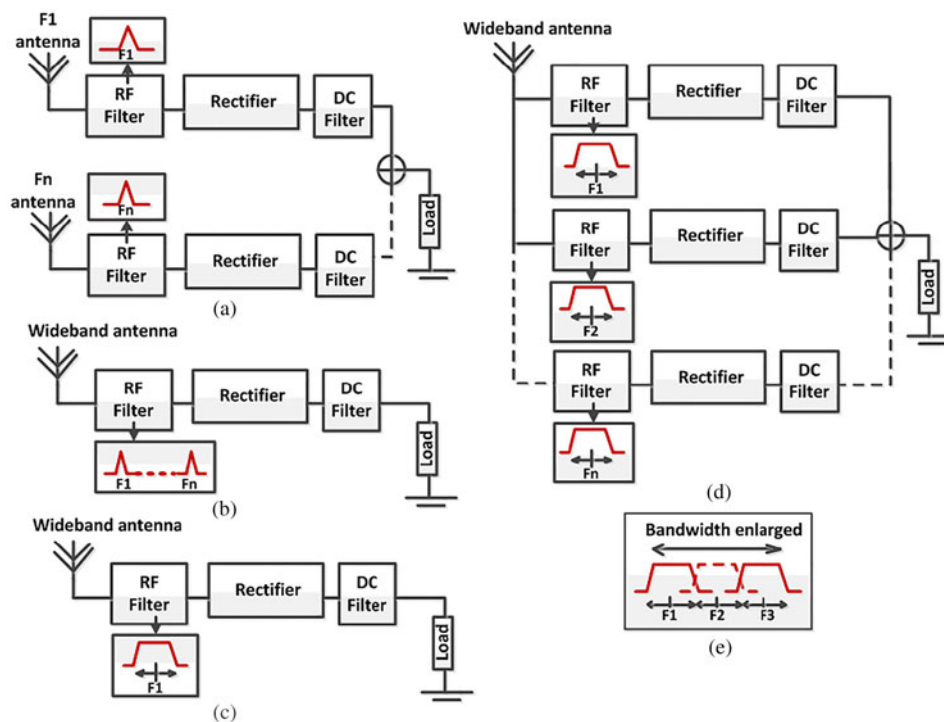 F1
antenna
F1
RF
Filter
Rectifier
DC
Filter
Load
Fn
antenna
Fn
RF
Filter
Rectifier
DC
Filter
(a)
Wideband antenna
RF
Filter
Rectifier
DC
Filter
Load
F1
Fn
(b)
Wideband antenna
RF
Filter
Rectifier
DC
Filter
Load
F1
(c)
Wideband antenna
RF
Filter
Rectifier
DC
Filter
F1
RF
Filter
Rectifier
DC
Filter
Load
F2
RF
Filter
Rectifier
DC
Filter
Fn
(d)
Bandwidth enlarged
F1
F2
F3
(e)